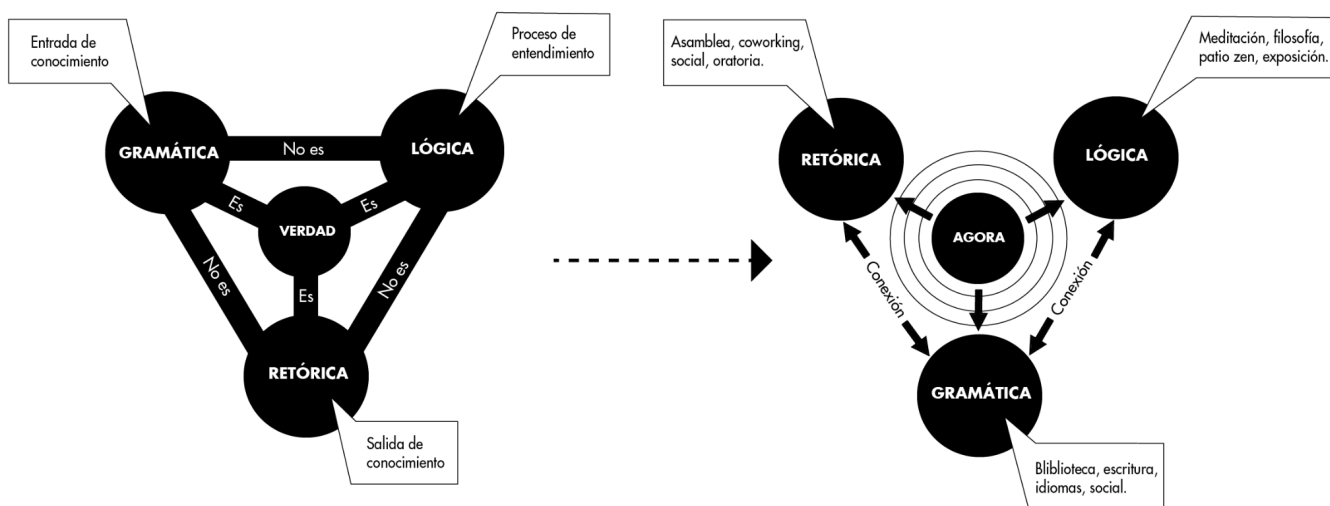 Entrada de
conocimiento
Proceso de
entendimiento
GRAMÁTICA
No es
LÓGICA
Es
Es
VERDAD
No es
Es
No es
RETÓRICA
Salida de
conocimiento
Asamblea, coworking,
social, oratoria.
Meditación, filosofía,
patio zen, exposición.
RETÓRICA
LÓGICA
AGORA
Conexión
Conexión
GRAMÁTICA
Bliblioteca, escritura,
idiomas, social.